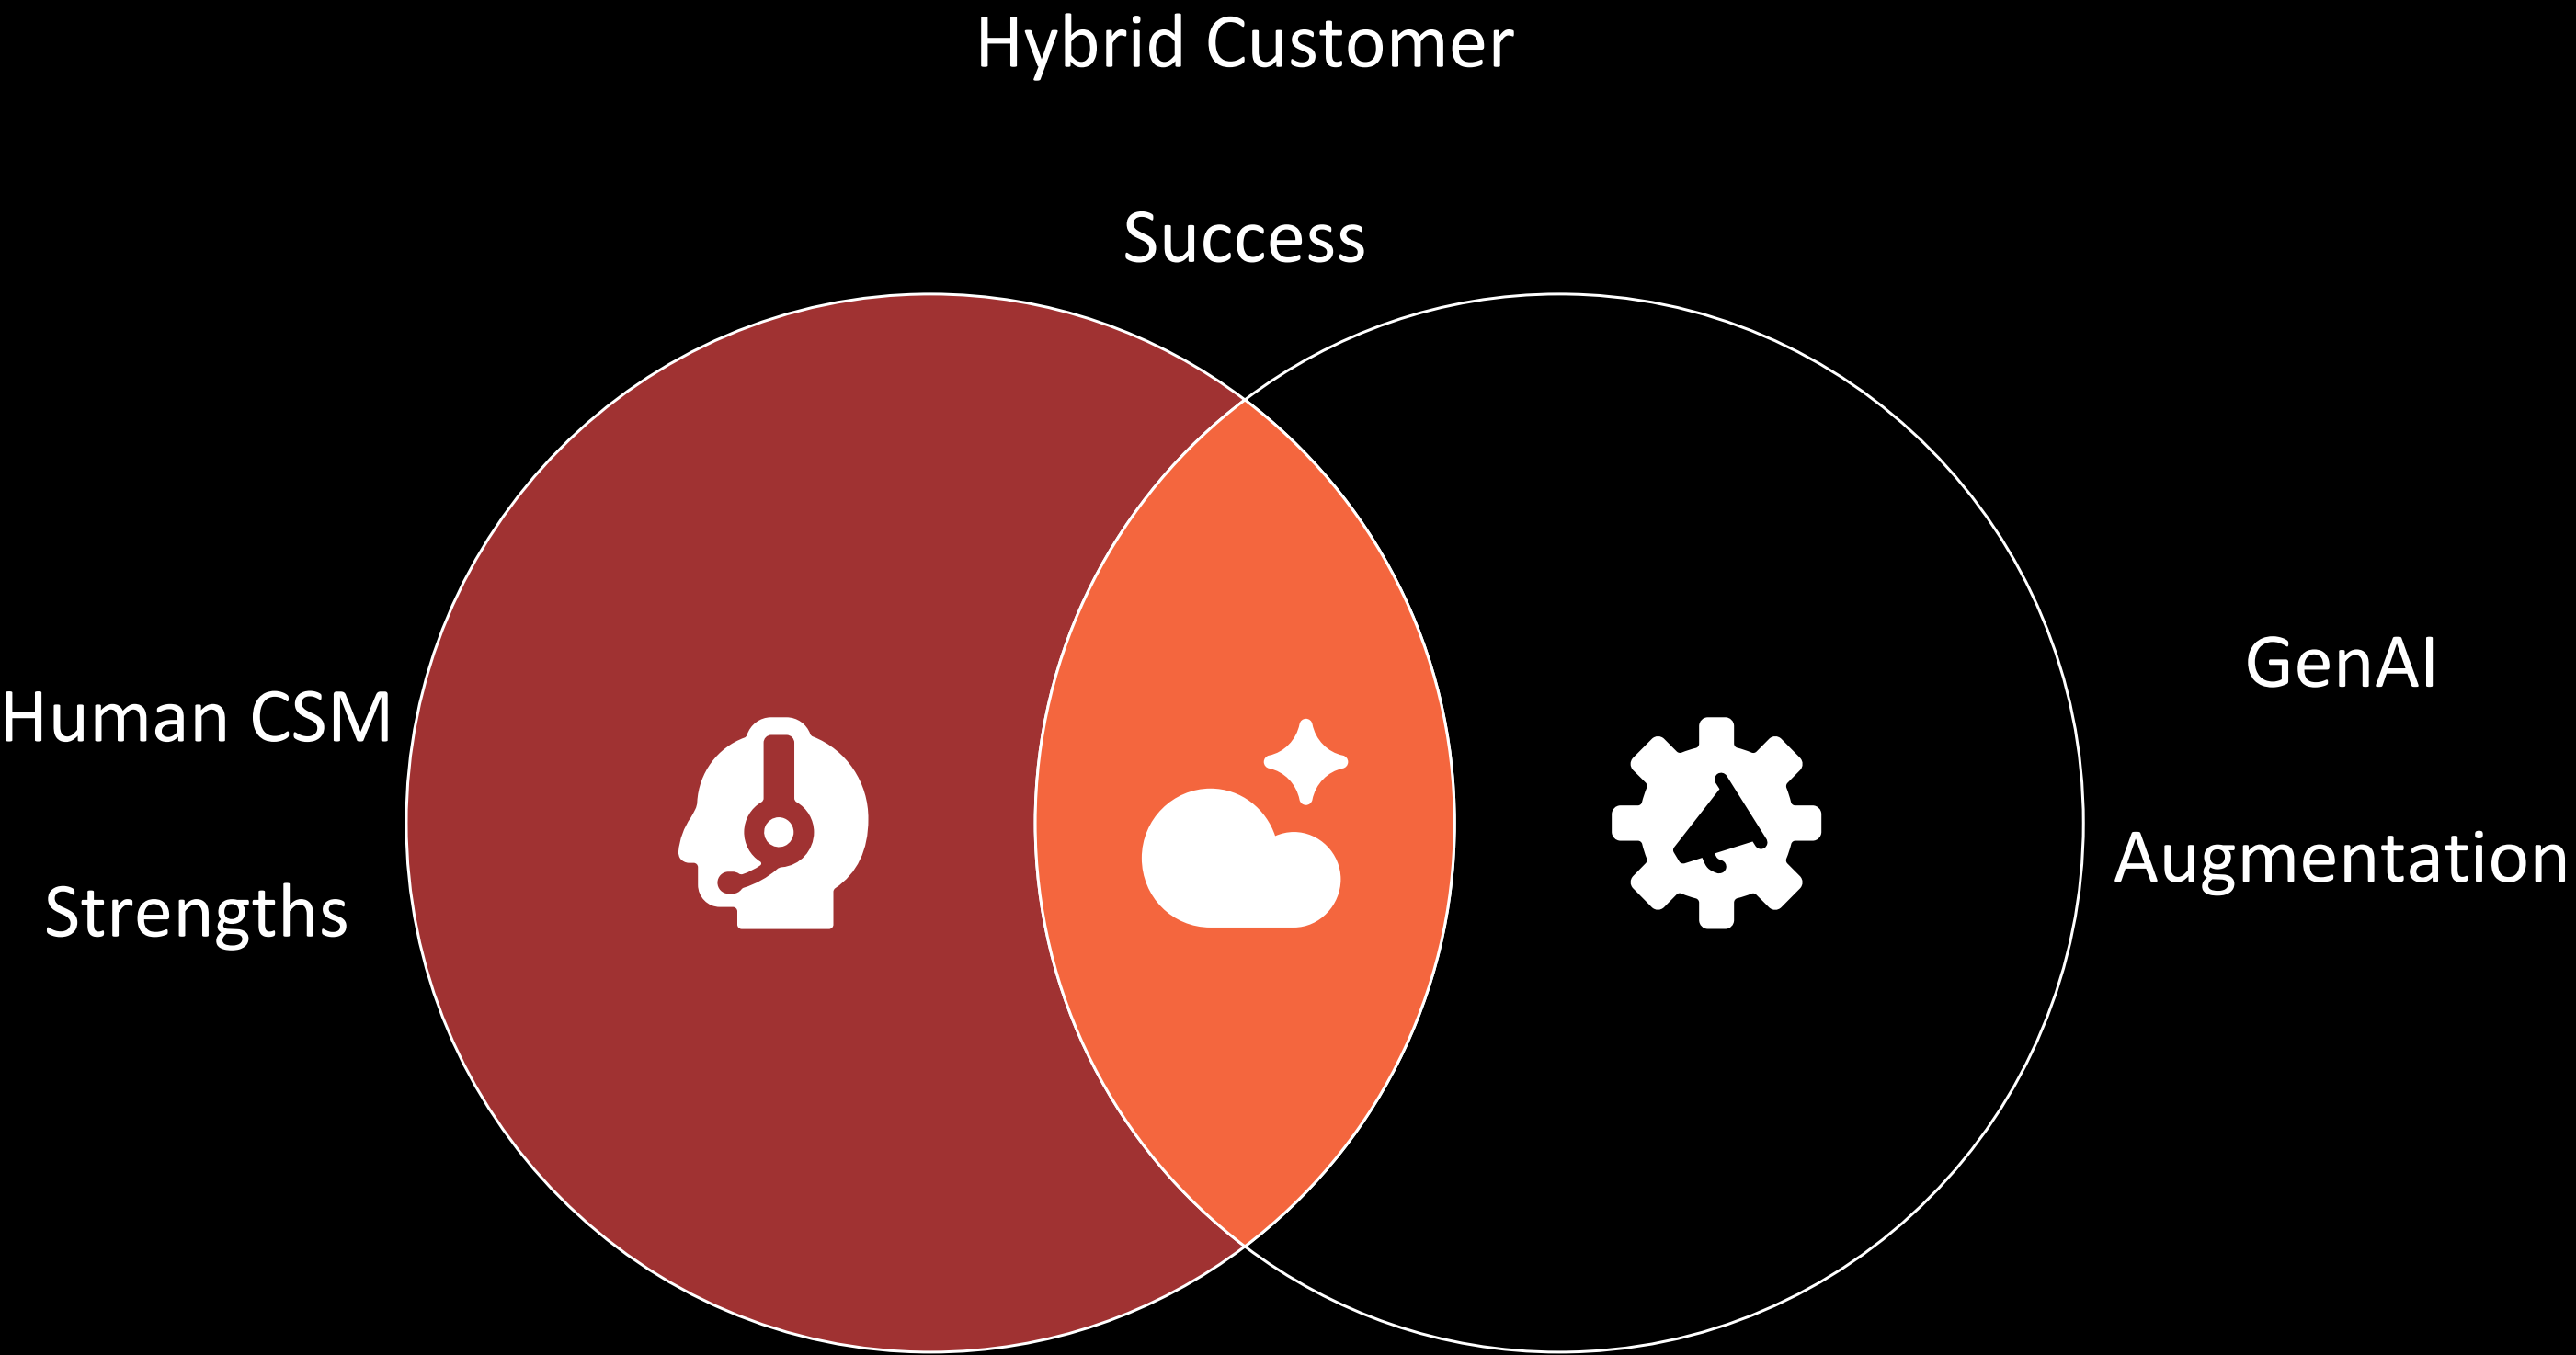 Hybrid Customer
Success
Human CSM
Strengths
GenAI
Augmentation